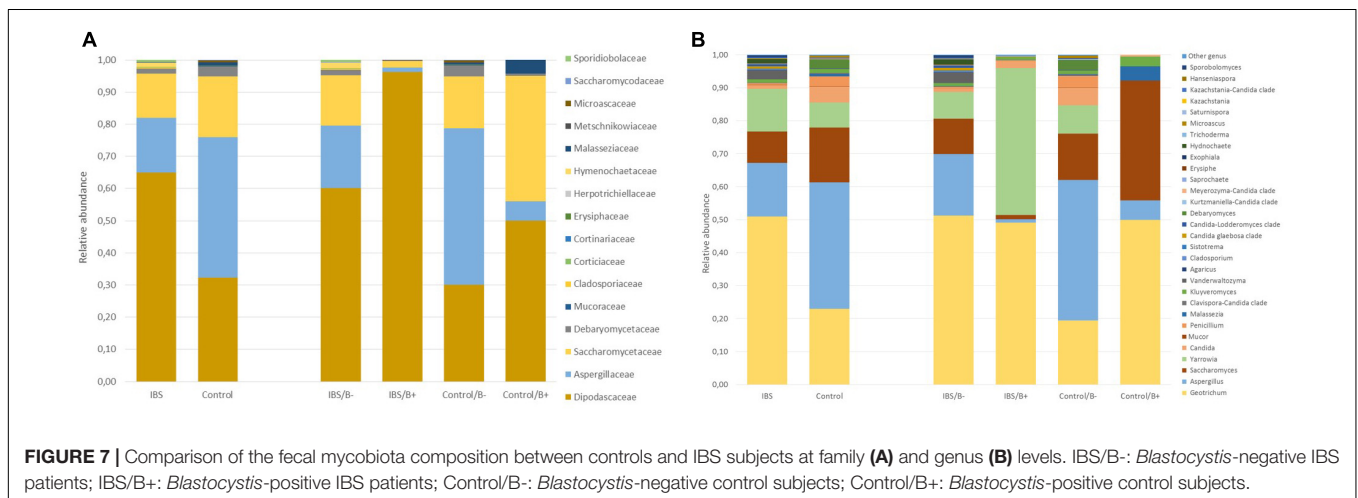 A
Relative abundance
1,00
0,90
0,80
0,70
0,60
0,50
0,40
0,30
0,20
0,10
0,00
IBS
Control
IBS/B-
IBS/B+
Control/B-
Control/B+
Sporidiobolaceae
Saccharomycodaceae
Microascaceae
Metschnikowiaceae
Malasseziaceae
Hymenochaetaceae
Herpotrichiellaceae
Erysiphaceae
Cortinariaceae
Corticiaceae
Cladosporiaceae
Mucoraceae
Debaryomycetaceae
Saccharomycetaceae
Aspergillaceae
Dipodascaceae
B
Relative abundance
1,00
0,90
0,80
0,70
0,60
0,50
0,40
0,30
0,20
0,10
0,00
IBS
Control
IBS/B-
IBS/B+
Control/B-
Control/B+
Other genus
Sporobolomyces
Hanseniaspora
Kazachstania-Candida clade
Kazachstania
Saturnispora
Microascus
Trichoderma
Hydnochaete
Exophiala
Erysiphe
Saprochaete
Meyerozyma-Candida clade
Kurtzmaniella-Candida clade
Debaryomyces
Candida-Lodderomyces clade
Candida glaebosa clade
Sistotrema
Cladosporium
Agaricus
Vanderwaltozyma
Kluyveromyces
Clavispora-Candida clade
Malassezia
Penicillium
Mucor
Candida
Yarrowia
Saccharomyces
Aspergillus
Geotrichum
FIGURE 7 | Comparison of the fecal mycobiota composition between controls and IBS subjects at family (A) and genus (B) levels. IBS/B-: Blastocystis-negative IBS
patients; IBS/B+: Blastocystis-positive IBS patients; Control/B-: Blastocystis-negative control subjects; Control/B+: Blastocystis-positive control subjects.